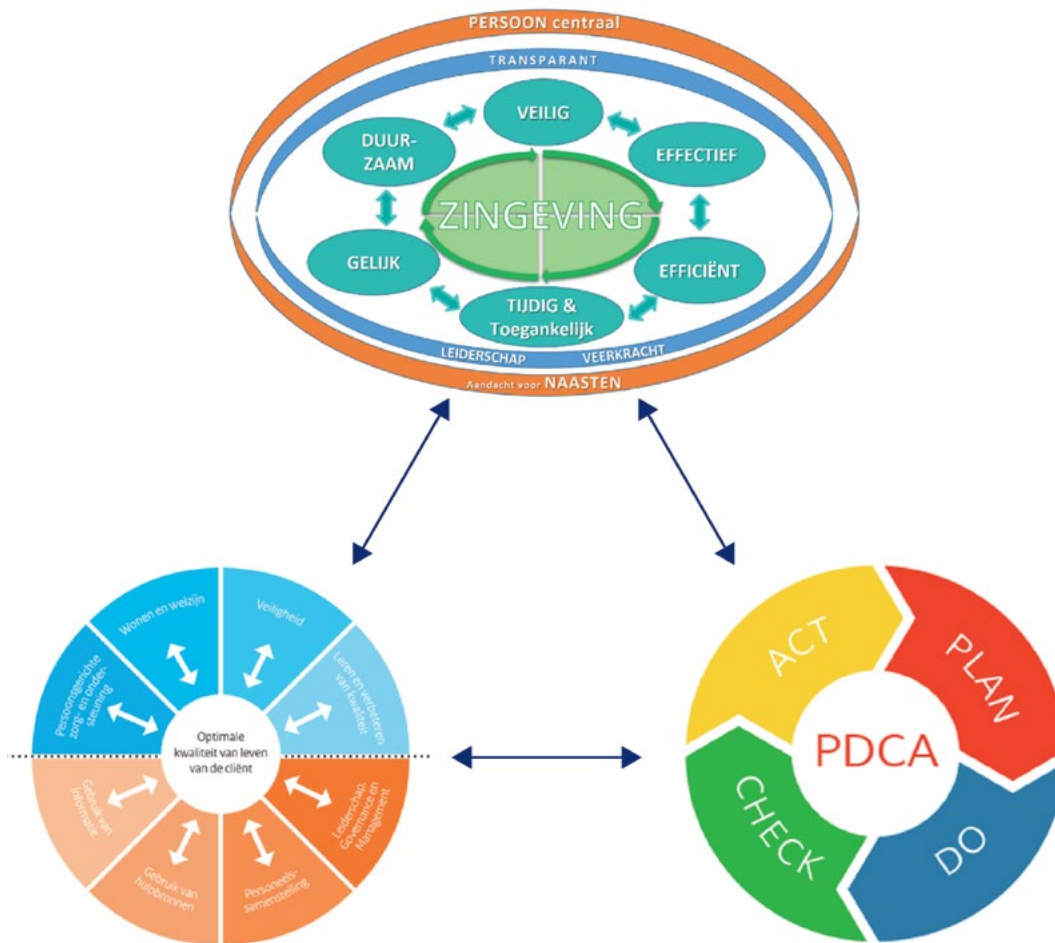 PERSOON centraal
TRANSPARANT
VEILIG
DUUR-
ZAAM
EFFECTIEF
ZINGEVING
GELIJK
EFFICIËNT
TIJDIG &
Toegankelijk
LEIDERSCHAP VEERKRACHT
Aandacht voor NAASTEN
Wonen en welzijn
Veiligheid
Persoonsgerichte
zorg- en onder-
steuning
Leren en verbeteren
van kwaliteit
Optimale
kwaliteit van leven
van de cliënt
Gebruik van
informatie
Leiderschap,
Governance en
Management
Gebruik van
hulpbronnen
Personeels-
samenstelling
ACT
PLAN
PDCA
CHECK
DO